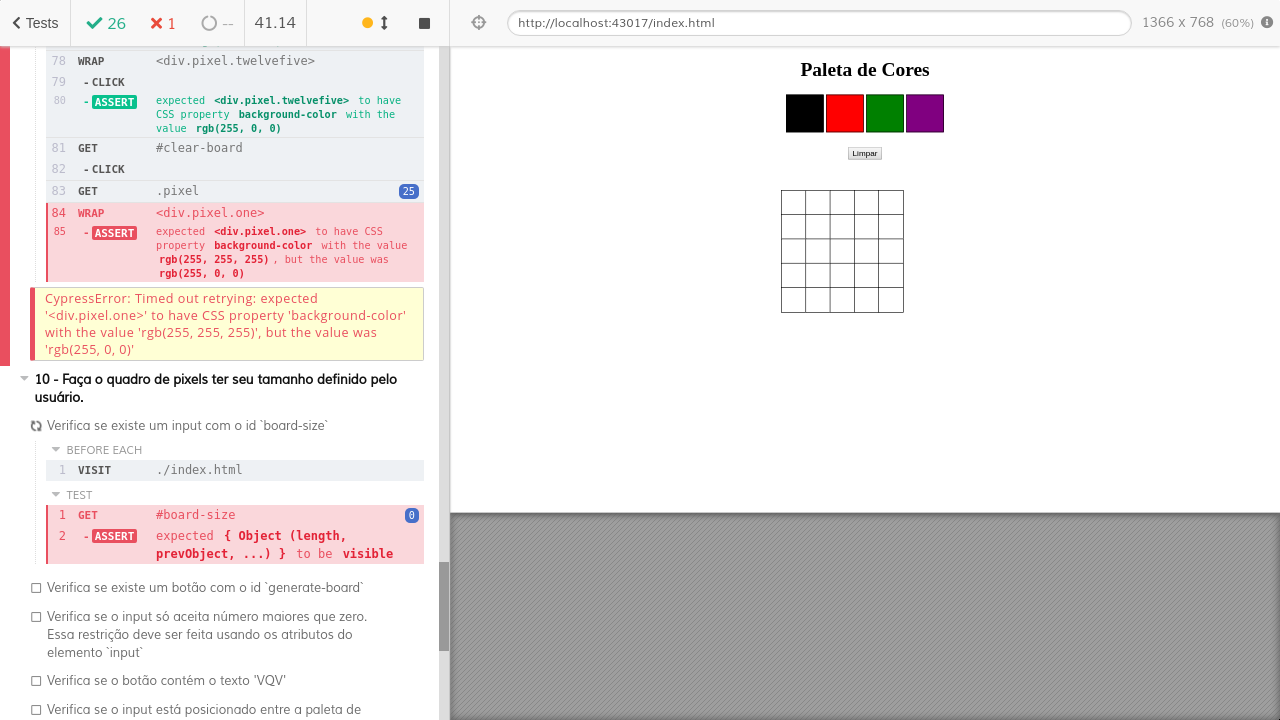 Tests
26
1
--
41.14
http://localhost:43017/index.html
1366 x 768 (60%)
78 WRAP <div.pixel.twelvefive>
79 - CLICK
80 - ASSERT expected <div.pixel.twelvefive> to have
CSS property background-color with the
value rgb(255, 0, 0)
81 GET #clear-board
82 - CLICK
83 GET .pixel 25
84 WRAP <div.pixel.one>
85 - ASSERT expected <div.pixel.one> to have CSS
property background-color with the value
rgb(255, 255, 255) , but the value was
rgb(255, 0, 0)
CypressError: Timed out retrying: expected
'<div.pixel.one>' to have CSS property 'background-color'
with the value 'rgb(255, 255, 255)', but the value was
'rgb(255, 0, 0)'
10 - Faça o quadro de pixels ter seu tamanho definido pelo
usuário.
Verifica se existe um input com o id `board-size`
BEFORE EACH
1 VISIT ./index.html
TEST
1 GET #board-size 0
2 - ASSERT expected { Object (length,
prevObject, ...) } to be visible
Verifica se existe um botão com o id `generate-board`
Verifica se o input só aceita número maiores que zero.
Essa restrição deve ser feita usando os atributos do
elemento `input`
Verifica se o botão contém o texto 'VQV'
Verifica se o input está posicionado entre a paleta de
Paleta de Cores
Limpar